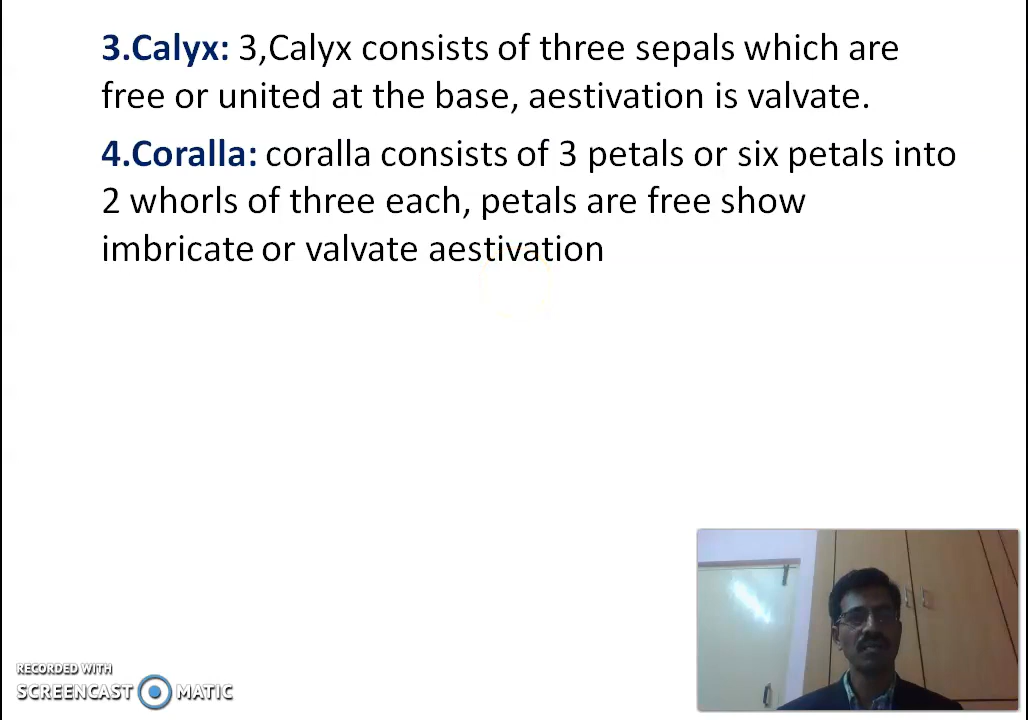 3.Calyx: 3,Calyx consists of three sepals which are
free or united at the base, aestivation is valvate.
4.Coralla: coralla consists of 3 petals or six petals into
2 whorls of three each, petals are free show
imbricate or valvate aestivation
RECORDED WITH
SCREENCAST MATIC